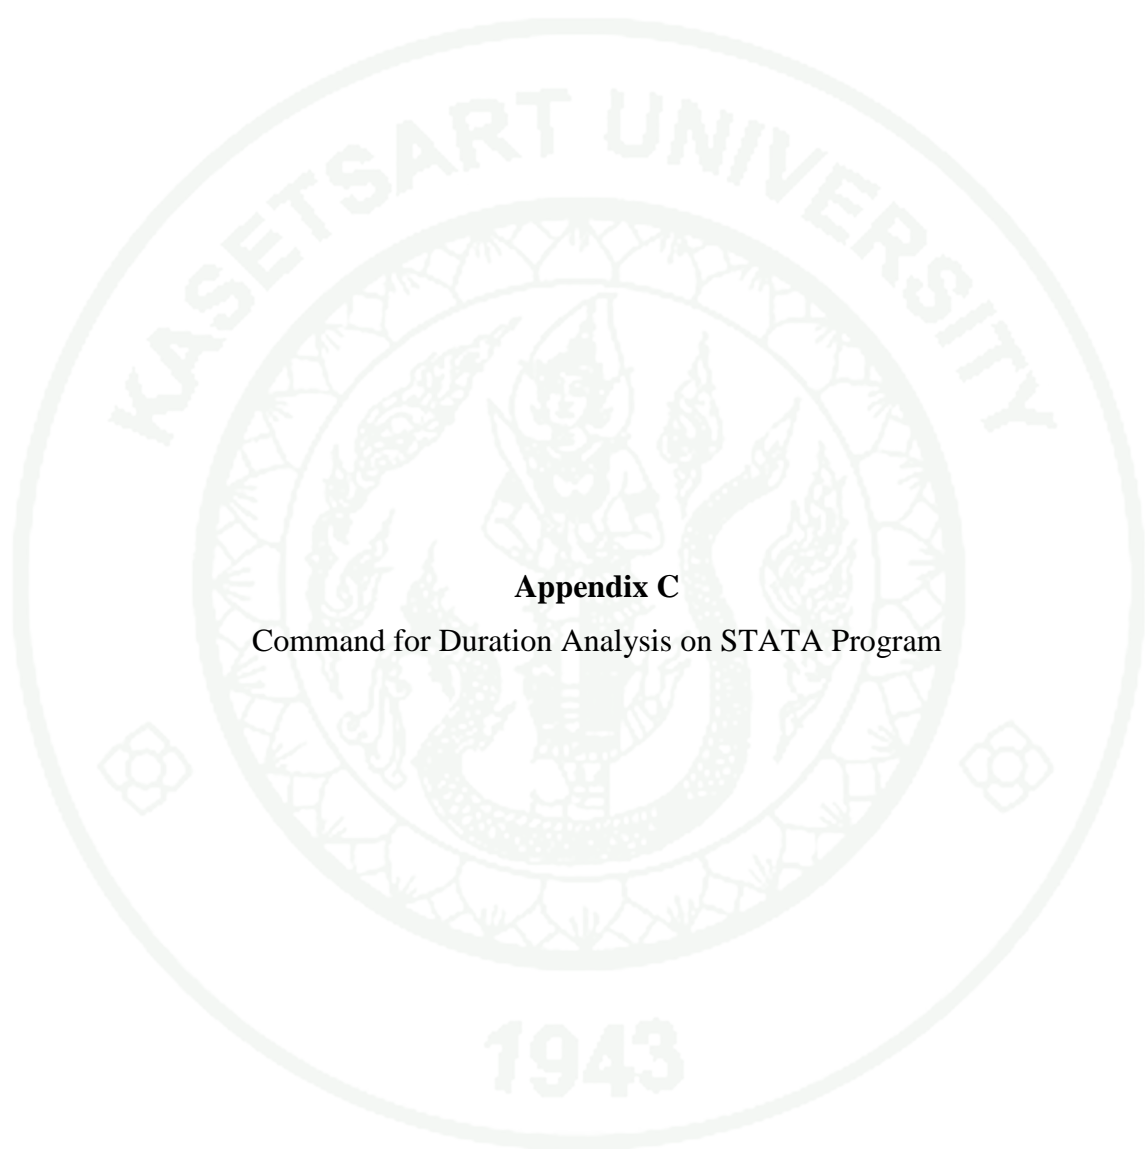 KASETSART UNIVERSITY
Appendix C
Command for Duration Analysis on STATA Program
1943